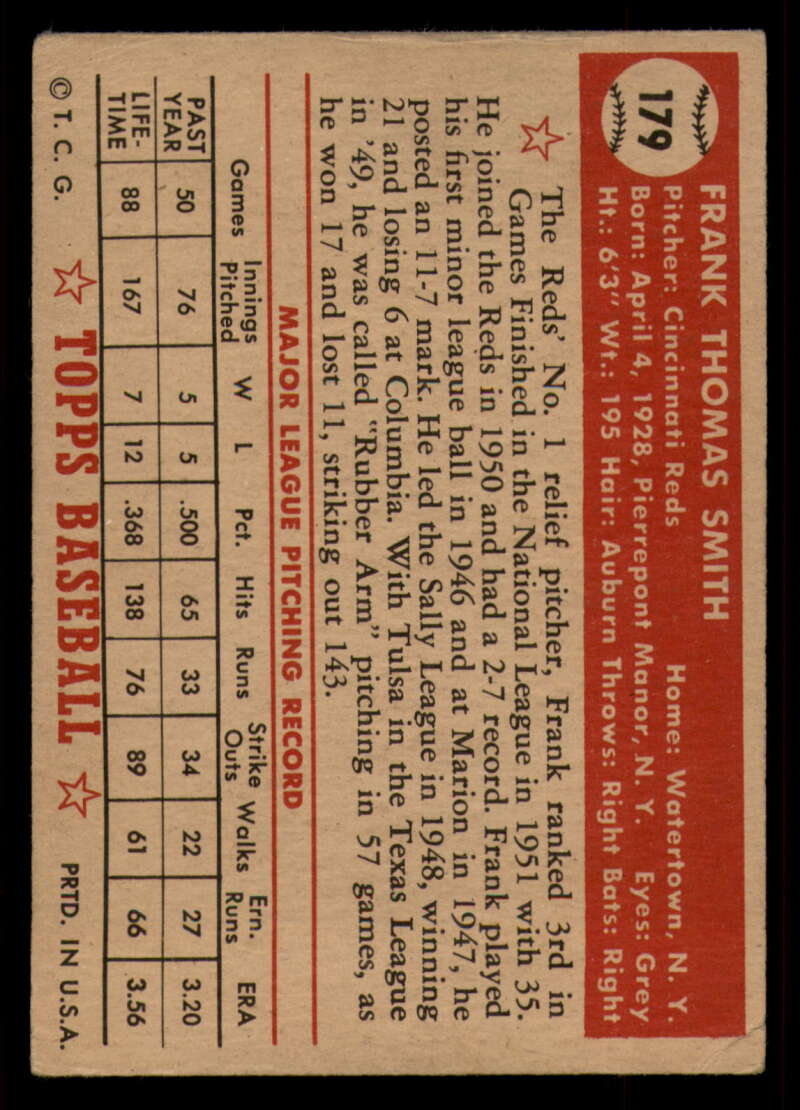 179
FRANK THOMAS SMITH
Pitcher: Cincinnati Reds Home: Watertown, N. Y.
Born: April 4, 1928, Pierrepont Manor, N. Y. Eyes: Grey
Ht.: 6'3" Wt.: 195 Hair: Auburn Throws: Right Bats: Right
The Reds' No. 1 relief pitcher, Frank ranked 3rd in
Games Finished in the National League in 1951 with 35.
He joined the Reds in 1950 and had a 2-7 record. Frank played
his first minor league ball in 1946 and at Marion in 1947, he
posted an 11-7 mark. He led the Sally League in 1948, winning
21 and losing 6 at Columbia. With Tulsa in the Texas League
in '49, he was called "Rubber Arm" pitching in 57 games, as
he won 17 and lost 11, striking out 143.
MAJOR LEAGUE PITCHING RECORD
Games Innings Pitched W L Pct. Hits Runs Strike Outs Walks Ern. Runs ERA
PAST YEAR 50 76 5 5 .500 65 33 34 22 27 3.20
LIFE-TIME 88 167 7 12 .368 138 76 89 61 66 3.56
© T. C. G. TOPPS BASEBALL PRTD. IN U.S.A.